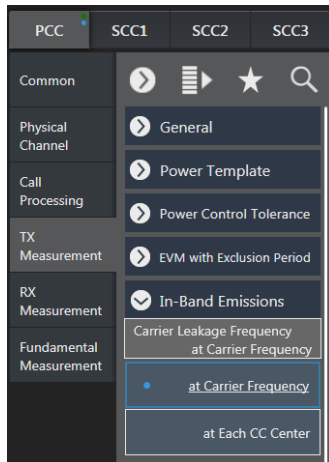 PCC SCC1 SCC2 SCC3
Common
Physical
Channel
Call
Processing
TX
Measurement
RX
Measurement
Fundamental
Measurement
General
Power Template
Power Control Tolerance
EVM with Exclusion Period
In-Band Emissions
Carrier Leakage Frequency
at Carrier Frequency
at Carrier Frequency
at Each CC Center